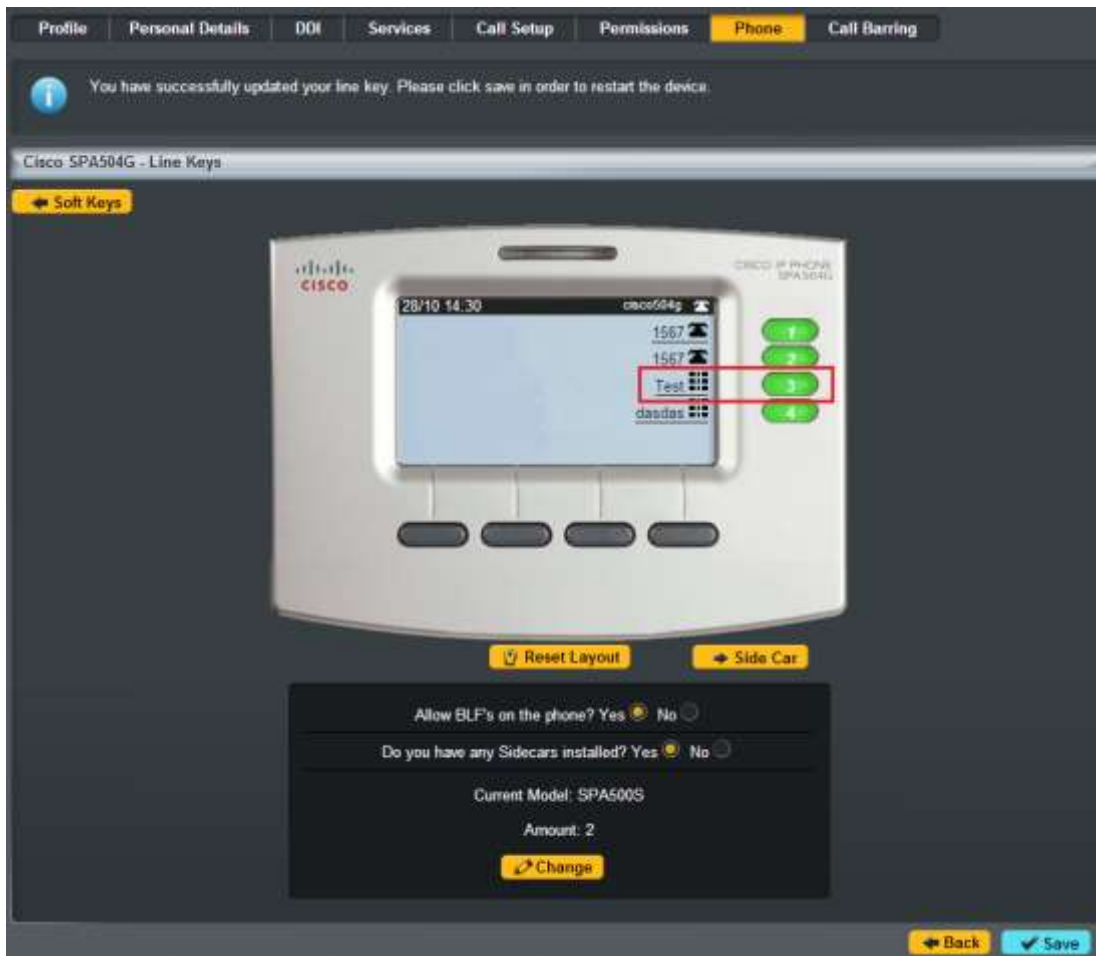 Profile Personal Details DDI Services Call Setup Permissions Phone Call Barring
You have successfully updated your line key. Please click save in order to restart the device.
Cisco SPA504G - Line Keys
Soft Keys
CISCO
CISCO IP PHONE
SPA504G
28/10 14.30 cisco504g
1567 1
1567 2
Test 3
dasdas 4
Reset Layout Side Car
Allow BLF's on the phone? Yes No
Do you have any Sidecars installed? Yes No
Current Model: SPA500S
Amount: 2
Change
Back Save